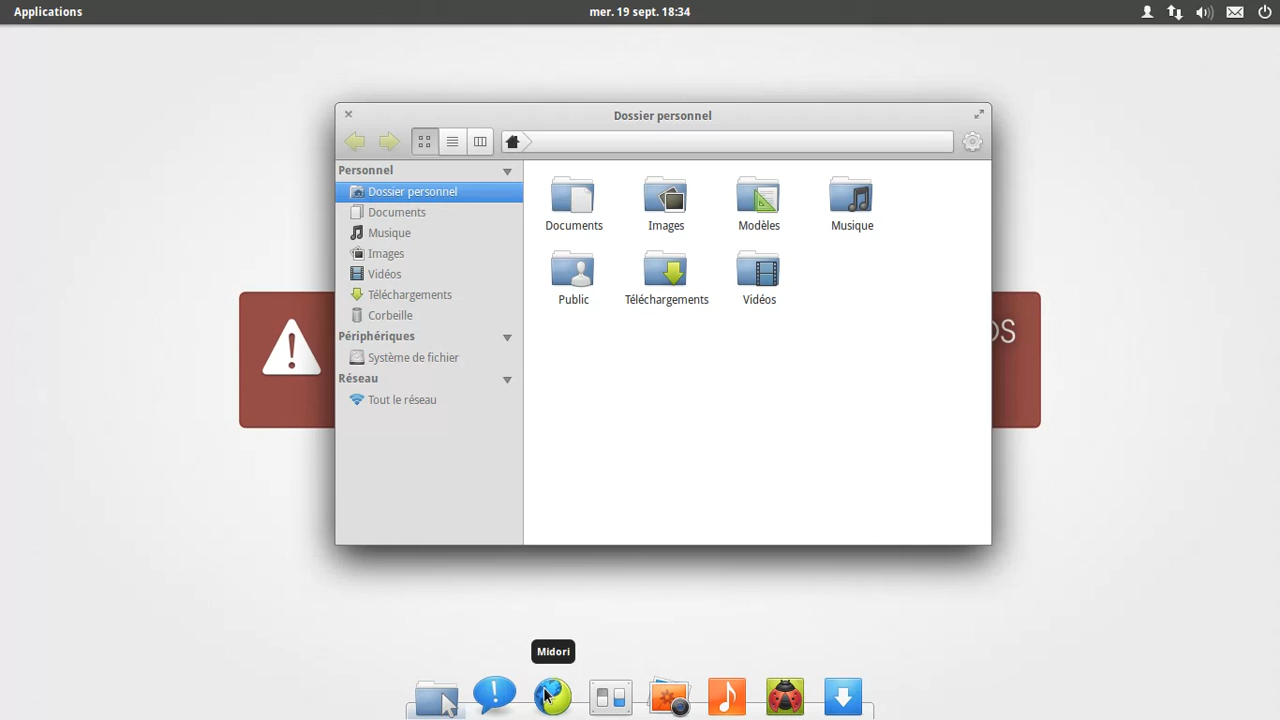 Applications
mer. 19 sept. 18:34
Dossier personnel
Personnel
Dossier personnel
Documents
Musique
Images
Vidéos
Téléchargements
Corbeille
Périphériques
Système de fichier
Réseau
Tout le réseau
Documents
Images
Modèles
Musique
Public
Téléchargements
Vidéos
OS
Midori